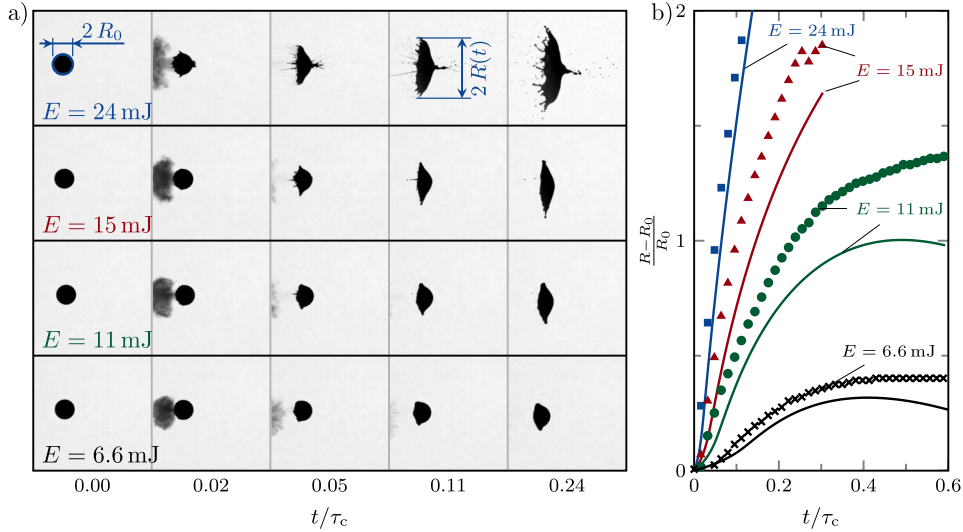 a)
2 R₀
E = 24 mJ
2 R(t)
E = 15 mJ
E = 11 mJ
E = 6.6 mJ
0.00 0.02 0.05 0.11 0.24
t/τc
b)
2
1
0
R−R₀
R₀
E = 24 mJ
E = 15 mJ
E = 11 mJ
E = 6.6 mJ
0 0.2 0.4 0.6
t/τc